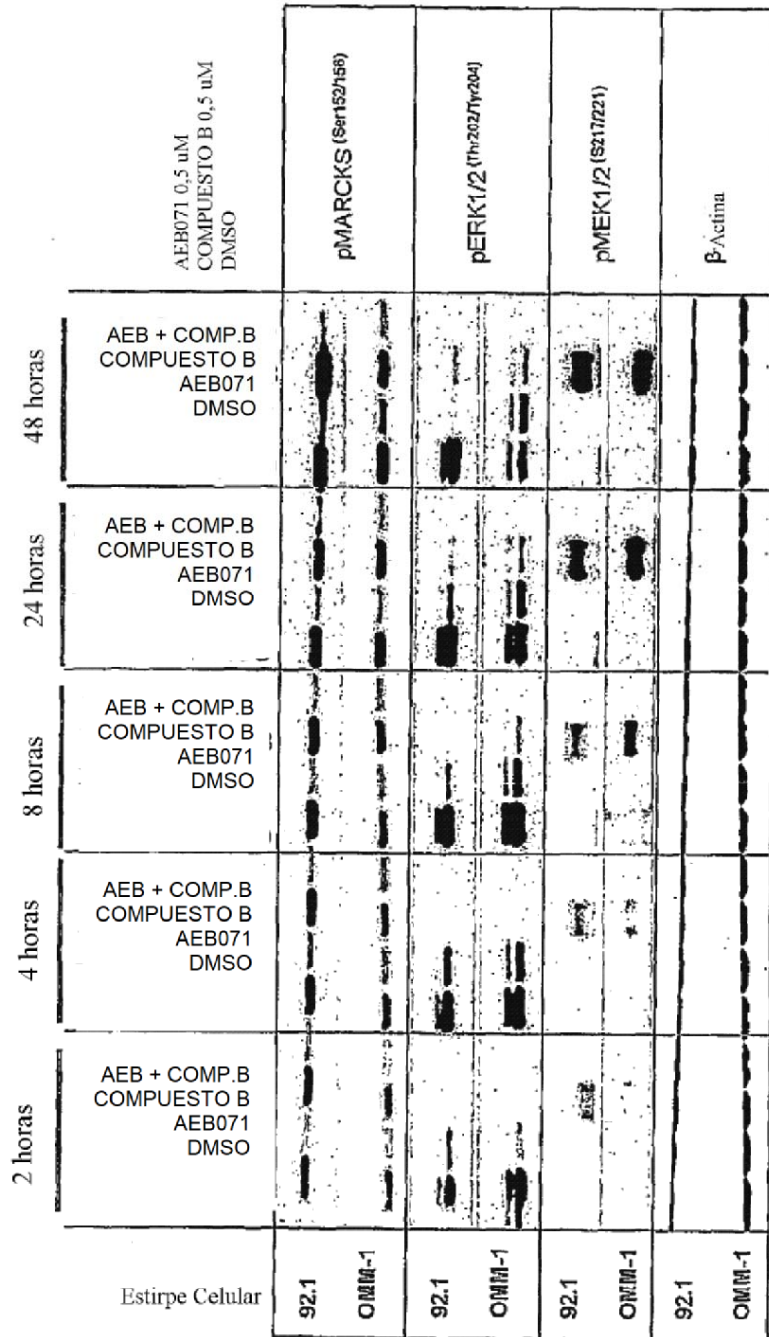 2 horas
4 horas
8 horas
24 horas
48 horas
AEB + COMP.B
COMPUESTO B
AEB071
DMSO
AEB + COMP.B
COMPUESTO B
AEB071
DMSO
AEB + COMP.B
COMPUESTO B
AEB071
DMSO
AEB + COMP.B
COMPUESTO B
AEB071
DMSO
AEB + COMP.B
COMPUESTO B
AEB071
DMSO
AEB071 0,5 uM
COMPUESTO B 0,5 uM
DMSO
Estirpe Celular
92.1
pMARCKS (Ser152/156)
OMM-1
92.1
pERK1/2 (Thr202/Tyr204)
OMM-1
92.1
pMEK1/2 (S217/221)
OMM-1
92.1
β-Actina
OMM-1